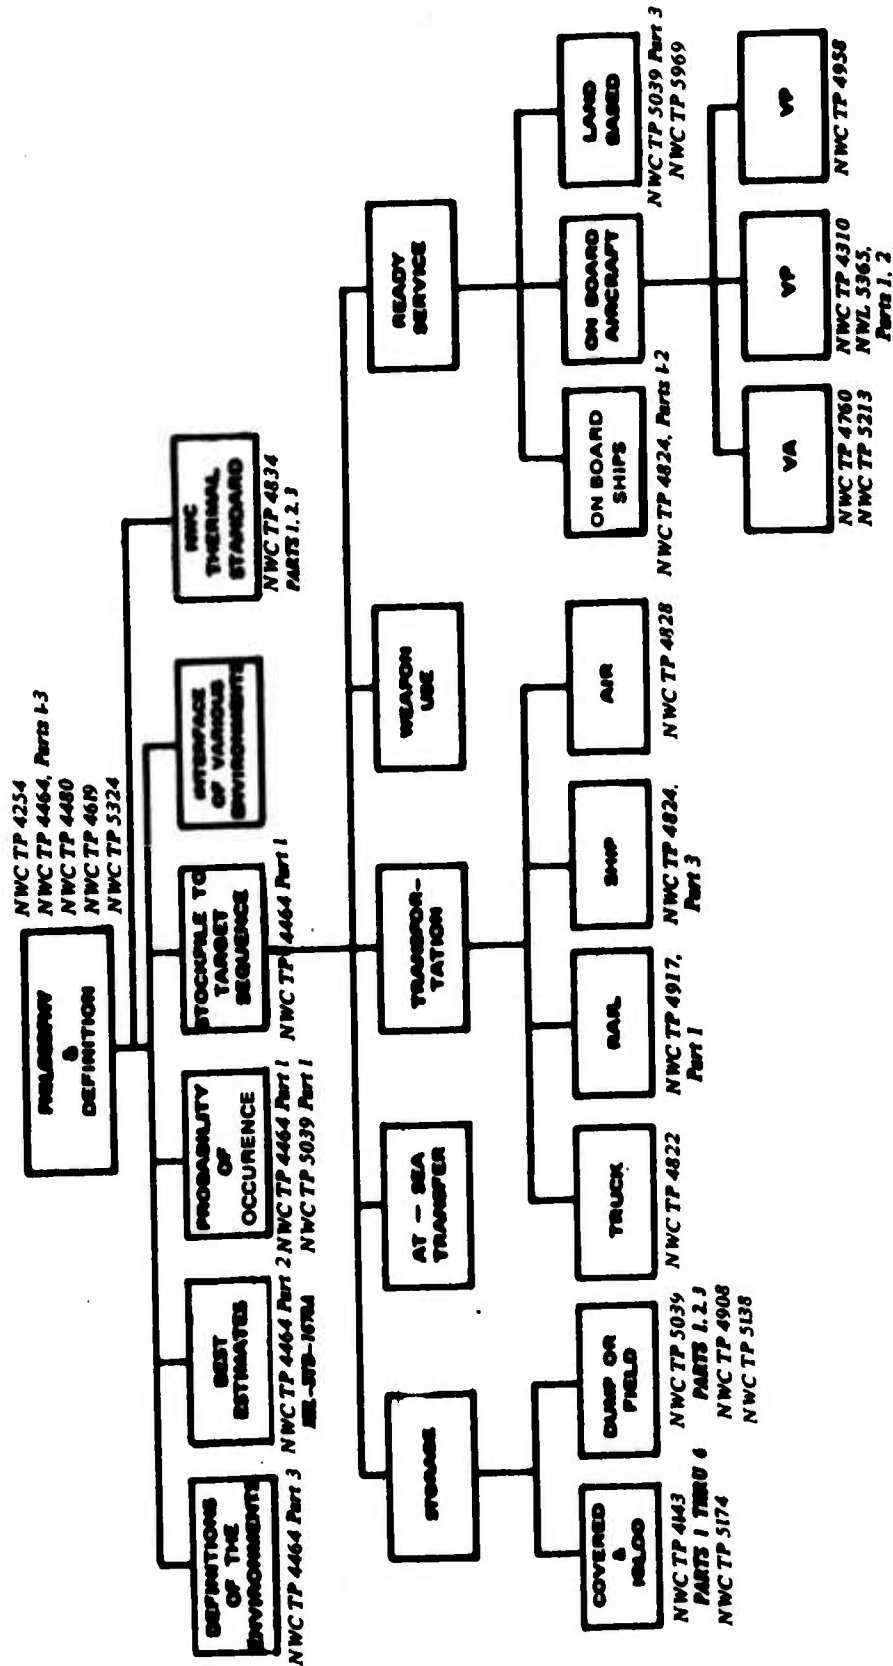 PHILOSOPHY
&
DEFINITION
NWC TP 4254
NWC TP 4464, Parts 1-3
NWC TP 4480
NWC TP 4619
NWC TP 5324
DEFINITIONS
OF THE
ENVIRONMENTS
NWC TP 4464 Part 3
BEST
ESTIMATES
NWC TP 4464 Part 2
PROBABILITY
OF
OCCURENCE
NWC TP 4464 Part 1
NWC TP 5039 Part 1
STOCKPILE TO
TARGET
SEQUENCE
NWC TP 4464 Part 1
INTERFACE
OF VARIOUS
ENVIRONMENTS
NWC
THERMAL
STANDARD
NWC TP 4834
PARTS 1, 2, 3
STORAGE
AT - SEA
TRANSFER
TRANSFOR-
TATION
WEAPON
USE
READY
SERVICE
COVERED
&
IGLOO
NWC TP 4143
PARTS 1 THRU 6
NWC TP 5174
DUMP OR
FIELD
NWC TP 5039
PARTS 1, 2, 3
NWC TP 4908
NWC TP 5138
TRUCK
NWC TP 4822
RAIL
NWC TP 4917,
Part 1
SHIP
NWC TP 4824,
Part 3
AIR
NWC TP 4828
ON BOARD
SHIPS
NWC TP 4824, Parts 1-2
ON BOARD
AIRCRAFT
LAND
BASED
NWC TP 5039 Part 3
NWC TP 5969
VA
NWC TP 4760
NWC TP 5213
VP
NWC TP 4310
NWL 5365,
Parts 1, 2
VP
NWC TP 4958